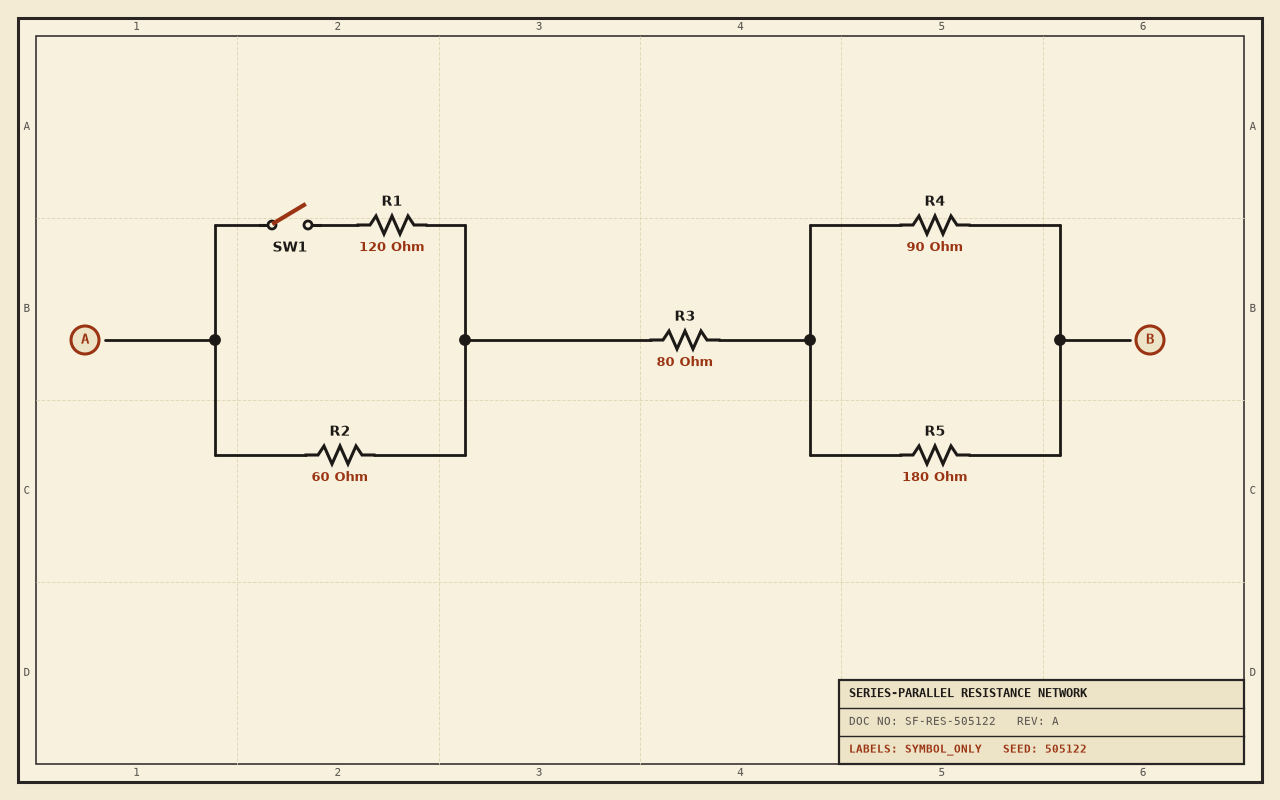 1 2 3 4 5 6
A A
R1 R4
SW1 120 Ohm 90 Ohm
B B
R3
A B
80 Ohm
R2 R5
60 Ohm 180 Ohm
C C
D D
SERIES-PARALLEL RESISTANCE NETWORK
DOC NO: SF-RES-505122 REV: A
LABELS: SYMBOL_ONLY SEED: 505122
1 2 3 4 5 6